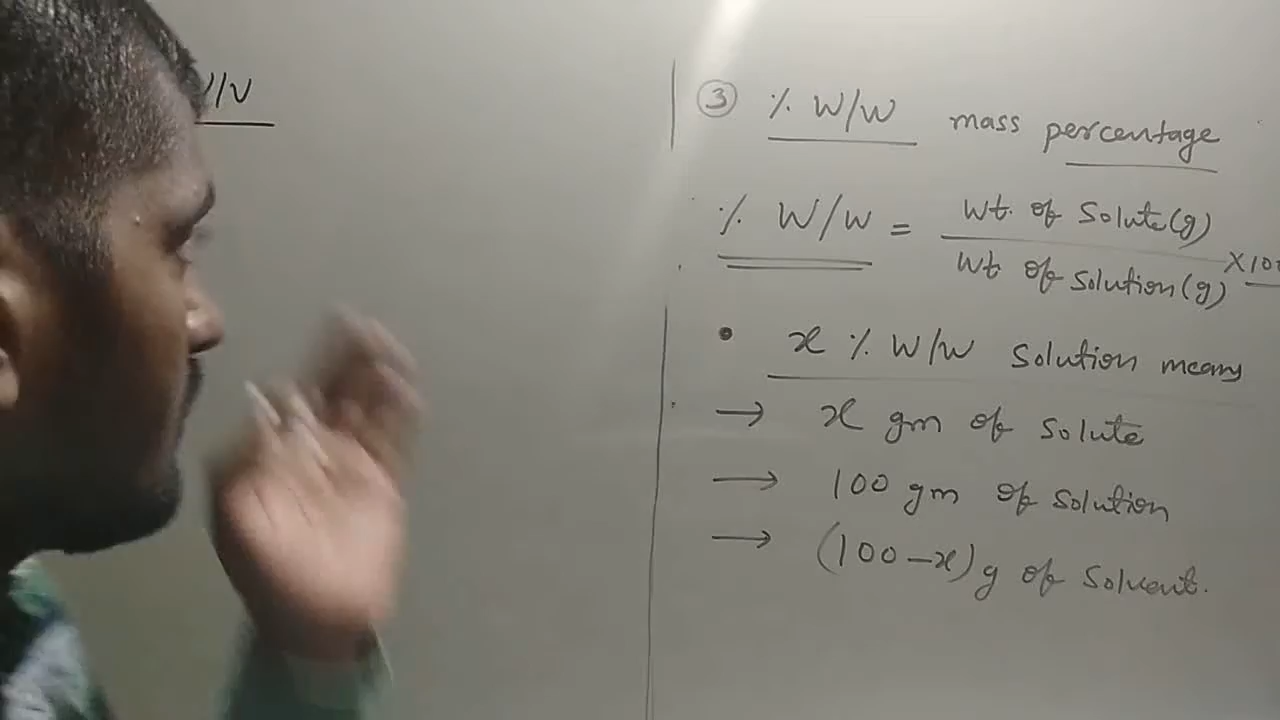 /V
③ % W/W mass percentage
% W/W = Wt. of Solute(g)
Wt of Solution(g) X10
• x % W/W Solution means
→ x gm of Solute
→ 100 gm of Solution
→ (100-x)g of Solvent.